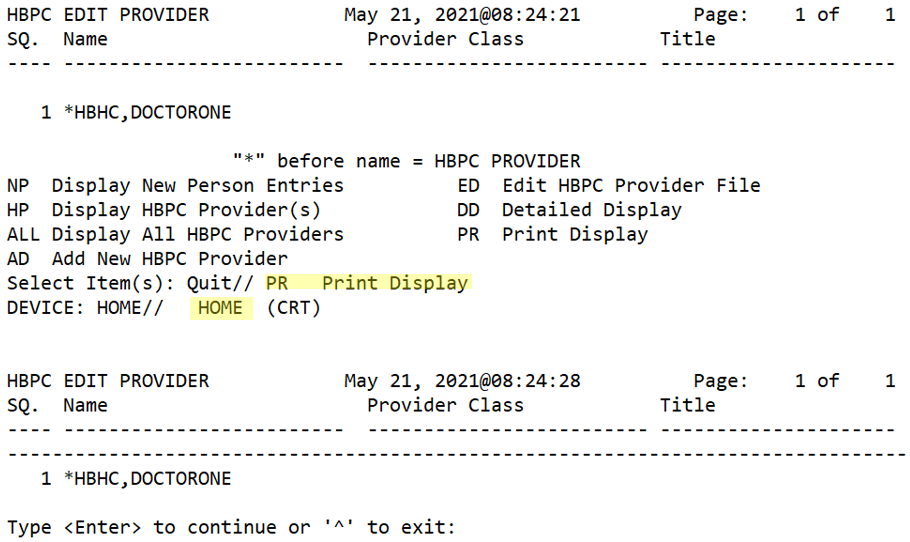 HBPC EDIT PROVIDER            May 21, 2021@08:24:21          Page:    1 of    1
SQ.  Name                       Provider Class            Title
---- -------------------------  ------------------------- ---------------------
   1 *HBHC,DOCTORONE
                    "*" before name = HBPC PROVIDER
NP  Display New Person Entries          ED  Edit HBPC Provider File
HP  Display HBPC Provider(s)            DD  Detailed Display
ALL Display All HBPC Providers          PR  Print Display
AD  Add New HBPC Provider
Select Item(s): Quit// PR   Print Display
DEVICE: HOME//   HOME  (CRT)
HBPC EDIT PROVIDER            May 21, 2021@08:24:28          Page:    1 of    1
SQ.  Name                       Provider Class            Title
---- -------------------------  ------------------------- ---------------------
--------------------------------------------------------------------------------
   1 *HBHC,DOCTORONE
Type <Enter> to continue or '^' to exit: